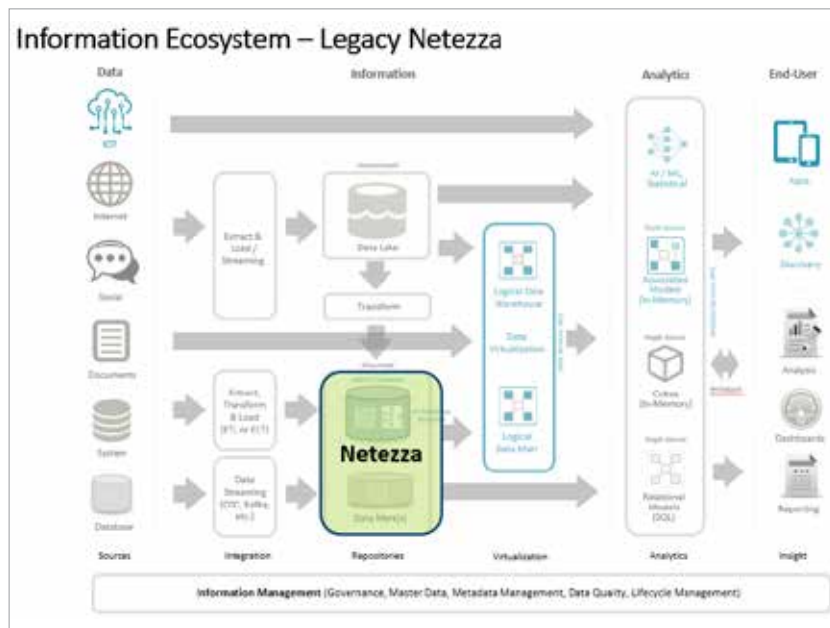 Information Ecosystem – Legacy Netezza
Data
Information
Analytics
End-User
IOT
AI / ML,
Statistical
Apps
Internet
Extract &
Load /
Streaming
Data Lake
Logical Data
Warehouse
Associated
Models
(In-Memory)
Discovery
Social
Transform
Data
Virtualization
Documents
Cubes
(In-Memory)
Analysis
Extract,
Transform
& Load
(ETL or ELT)
Netezza
Logical
Data Mart
Dashboards
System
Data
Streaming
(CDC, Kafka,
etc.)
Data Mart(s)
Relational
Models
(SQL)
Reporting
Database
Sources
Integration
Repositories
Virtualization
Analytics
Insight
Information Management (Governance, Master Data, Metadata Management, Data Quality, Lifecycle Management)